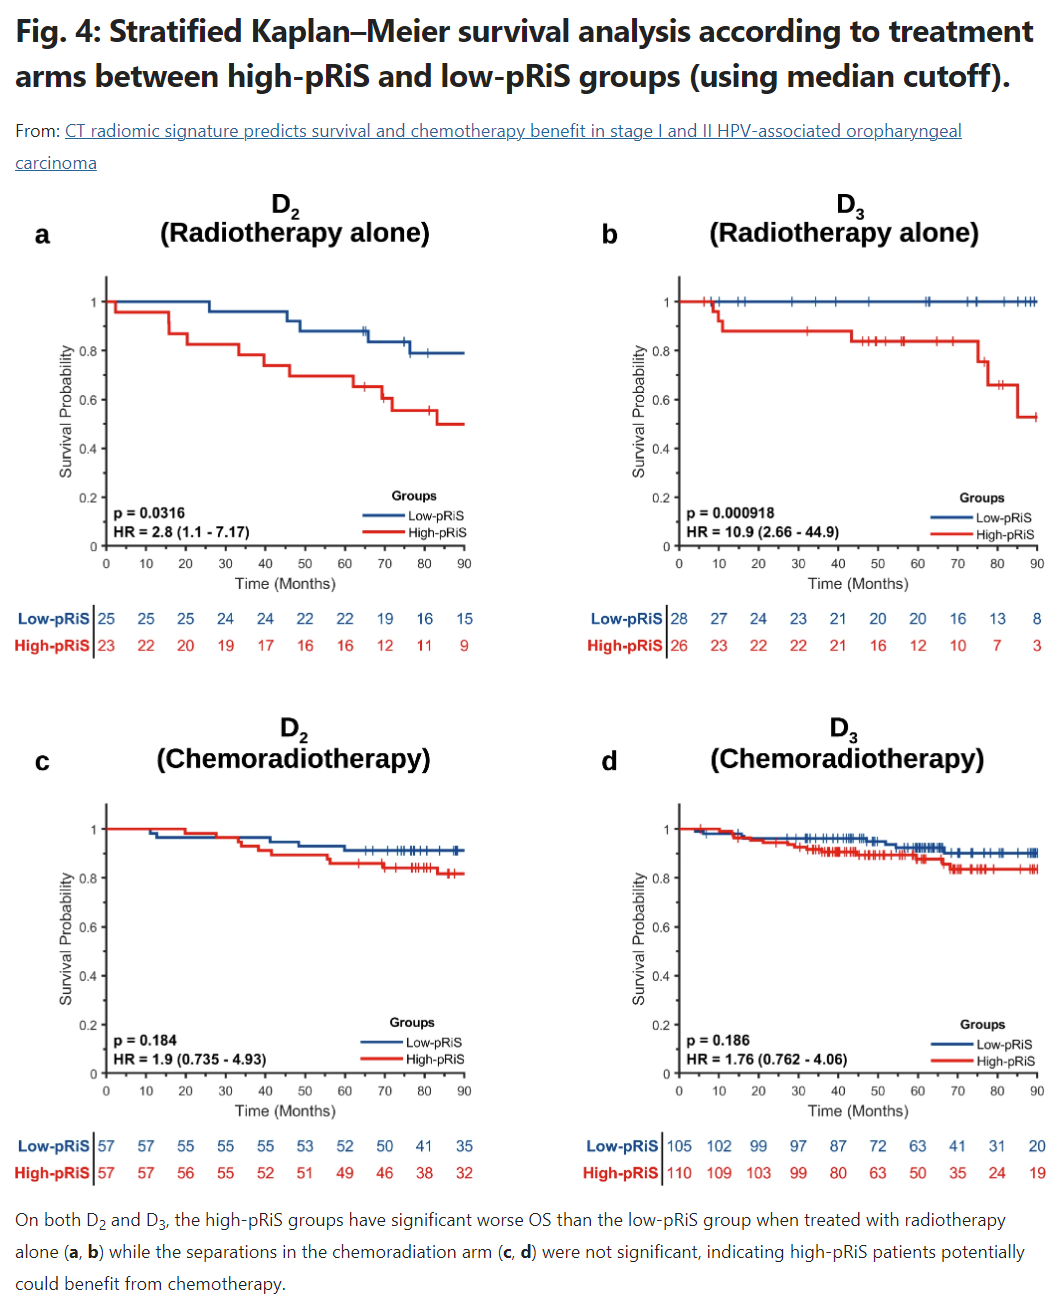 Fig. 4: Stratified Kaplan–Meier survival analysis according to treatment
arms between high-pRiS and low-pRiS groups (using median cutoff).
From: CT radiomic signature predicts survival and chemotherapy benefit in stage I and II HPV-associated oropharyngeal
carcinoma
a
D2
(Radiotherapy alone)
1
0.8
0.6
0.4
0.2
0
Survival Probability
p = 0.0316
HR = 2.8 (1.1 - 7.17)
Groups
Low-pRiS
High-pRiS
0 10 20 30 40 50 60 70 80 90
Time (Months)
Low-pRiS 25 25 25 24 24 22 22 19 16 15
High-pRiS 23 22 20 19 17 16 16 12 11 9
b
D3
(Radiotherapy alone)
1
0.8
0.6
0.4
0.2
0
Survival Probability
p = 0.000918
HR = 10.9 (2.66 - 44.9)
Groups
Low-pRiS
High-pRiS
0 10 20 30 40 50 60 70 80 90
Time (Months)
Low-pRiS 28 27 24 23 21 20 20 16 13 8
High-pRiS 26 23 22 22 21 16 12 10 7 3
c
D2
(Chemoradiotherapy)
1
0.8
0.6
0.4
0.2
0
Survival Probability
p = 0.184
HR = 1.9 (0.735 - 4.93)
Groups
Low-pRiS
High-pRiS
0 10 20 30 40 50 60 70 80 90
Time (Months)
Low-pRiS 57 57 55 55 55 53 52 50 41 35
High-pRiS 57 57 56 55 52 51 49 46 38 32
d
D3
(Chemoradiotherapy)
1
0.8
0.6
0.4
0.2
0
Survival Probability
p = 0.186
HR = 1.76 (0.762 - 4.06)
Groups
Low-pRiS
High-pRiS
0 10 20 30 40 50 60 70 80 90
Time (Months)
Low-pRiS 105 102 99 97 87 72 63 41 31 20
High-pRiS 110 109 103 99 80 63 50 35 24 19
On both D2 and D3, the high-pRiS groups have significant worse OS than the low-pRiS group when treated with radiotherapy
alone (a, b) while the separations in the chemoradiation arm (c, d) were not significant, indicating high-pRiS patients potentially
could benefit from chemotherapy.